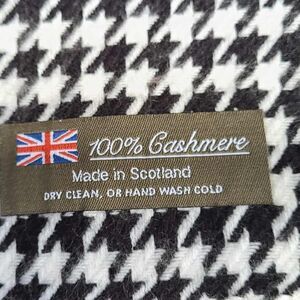 100% Cashmere
Made in Scotland
DRY CLEAN, OR HAND WASH COLD